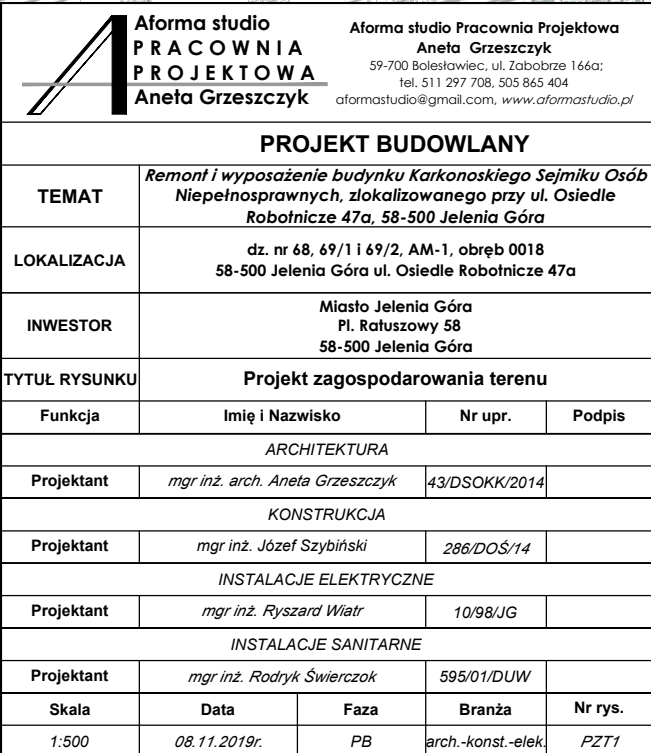 Aforma studio
PRACOWNIA
PROJEKTOWA
Aneta Grzeszczyk
Aforma studio Pracownia Projektowa
Aneta Grzeszczyk
59-700 Bolesławiec, ul. Zabobrze 166a;
tel. 511 297 708, 505 865 404
aformastudio@gmail.com, www.aformastudio.pl
PROJEKT BUDOWLANY
TEMAT
Remont i wyposażenie budynku Karkonoskiego Sejmiku Osób
Niepełnosprawnych, zlokalizowanego przy ul. Osiedle
Robotnicze 47a, 58-500 Jelenia Góra
LOKALIZACJA
dz. nr 68, 69/1 i 69/2, AM-1, obręb 0018
58-500 Jelenia Góra ul. Osiedle Robotnicze 47a
INWESTOR
Miasto Jelenia Góra
Pl. Ratuszowy 58
58-500 Jelenia Góra
TYTUŁ RYSUNKU Projekt zagospodarowania terenu
Funkcja Imię i Nazwisko Nr upr. Podpis
ARCHITEKTURA
Projektant mgr inż. arch. Aneta Grzeszczyk 43/DSOKK/2014
KONSTRUKCJA
Projektant mgr inż. Józef Szybiński 286/DOŚ/14
INSTALACJE ELEKTRYCZNE
Projektant mgr inż. Ryszard Wiatr 10/98/JG
INSTALACJE SANITARNE
Projektant mgr inż. Rodryk Świerczok 595/01/DUW
Skala Data Faza Branża Nr rys.
1:500 08.11.2019r. PB arch.-konst.-elek. PZT1